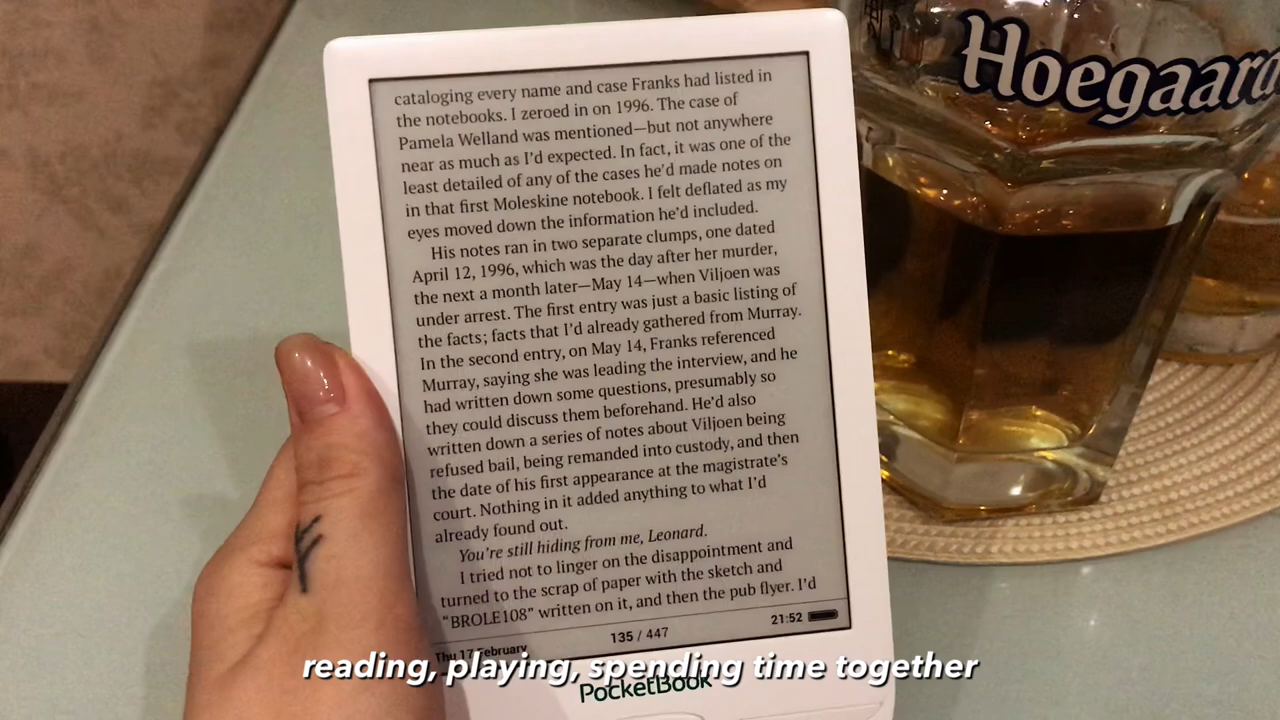 cataloging every name and case Franks had listed in
the notebooks. I zeroed in on 1996. The case of
Pamela Welland was mentioned—but not anywhere
near as much as I'd expected. In fact, it was one of the
least detailed of any of the cases he'd made notes on
in that first Moleskine notebook. I felt deflated as my
eyes moved down the information he'd included.
His notes ran in two separate clumps, one dated
April 12, 1996, which was the day after her murder,
the next a month later—May 14—when Viljoen was
under arrest. The first entry was just a basic listing of
the facts; facts that I'd already gathered from Murray.
In the second entry, on May 14, Franks referenced
Murray, saying she was leading the interview, and he
had written down some questions, presumably so
they could discuss them beforehand. He'd also
written down a series of notes about Viljoen being
refused bail, being remanded into custody, and then
the date of his first appearance at the magistrate's
court. Nothing in it added anything to what I'd
already found out.
You're still hiding from me, Leonard.
I tried not to linger on the disappointment and
turned to the scrap of paper with the sketch and
“BROLE108” written on it, and then the pub flyer. I'd
Thu 17 February 135 / 447 21:52
PocketBook
Hoegaard
reading, playing, spending time together